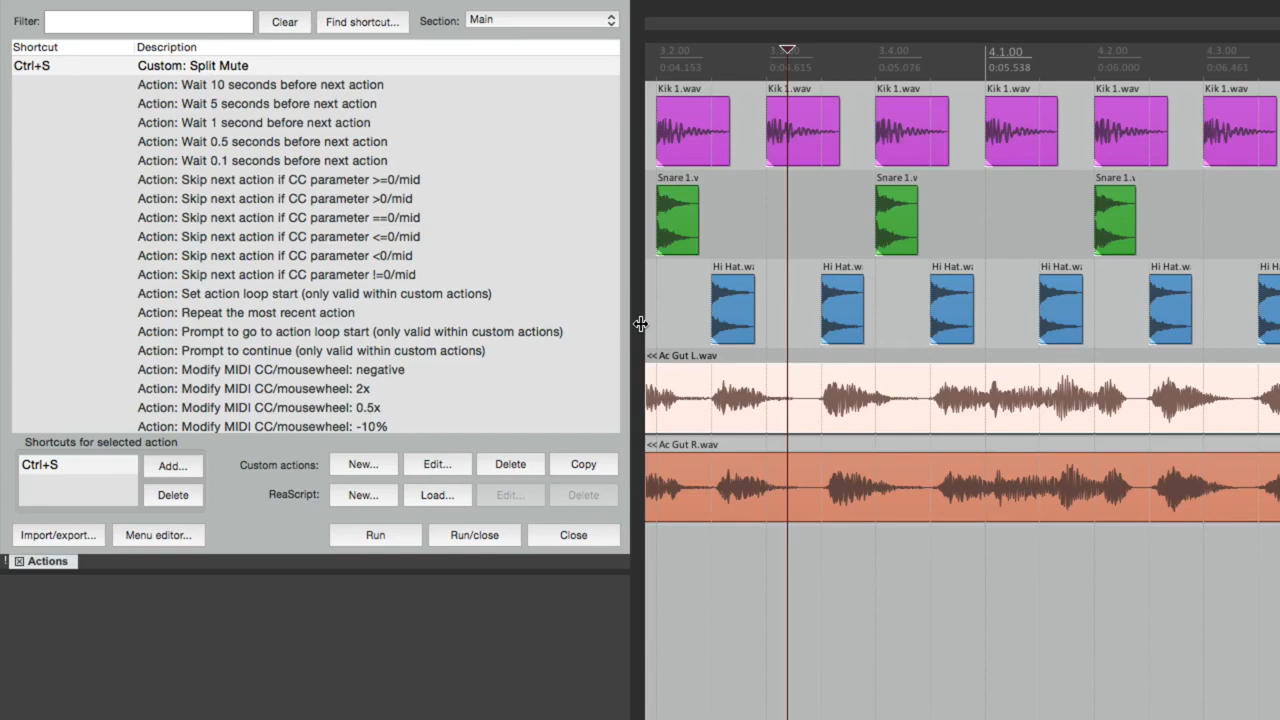 Filter:
Clear
Find shortcut...
Section:
Main
Shortcut
Description
Ctrl+S
Custom: Split Mute
Action: Wait 10 seconds before next action
Action: Wait 5 seconds before next action
Action: Wait 1 second before next action
Action: Wait 0.5 seconds before next action
Action: Wait 0.1 seconds before next action
Action: Skip next action if CC parameter >=0/mid
Action: Skip next action if CC parameter >0/mid
Action: Skip next action if CC parameter ==0/mid
Action: Skip next action if CC parameter <=0/mid
Action: Skip next action if CC parameter <0/mid
Action: Skip next action if CC parameter !=0/mid
Action: Set action loop start (only valid within custom actions)
Action: Repeat the most recent action
Action: Prompt to go to action loop start (only valid within custom actions)
Action: Prompt to continue (only valid within custom actions)
Action: Modify MIDI CC/mousewheel: negative
Action: Modify MIDI CC/mousewheel: 2x
Action: Modify MIDI CC/mousewheel: 0.5x
Action: Modify MIDI CC/mousewheel: -10%
Shortcuts for selected action
Ctrl+S
Add...
Delete
Custom actions:
New...
Edit...
Delete
Copy
ReaScript:
New...
Load...
Edit...
Delete
Import/export...
Menu editor...
Run
Run/close
Close
! Actions
3.2.00 3.4.00 4.1.00 4.2.00 4.3.00
0:04.153 0:04.615 0:05.076 0:05.538 0:06.000 0:06.461
Kik 1.wav Kik 1.wav Kik 1.wav Kik 1.wav Kik 1.wav Kik 1.wav
Snare 1.v Snare 1.v Snare 1.v
Hi Hat.wa Hi Hat.wa Hi Hat.wa Hi Hat.wa Hi Hat.wa Hi H
<< Ac Gut L.wav
<< Ac Gut R.wav